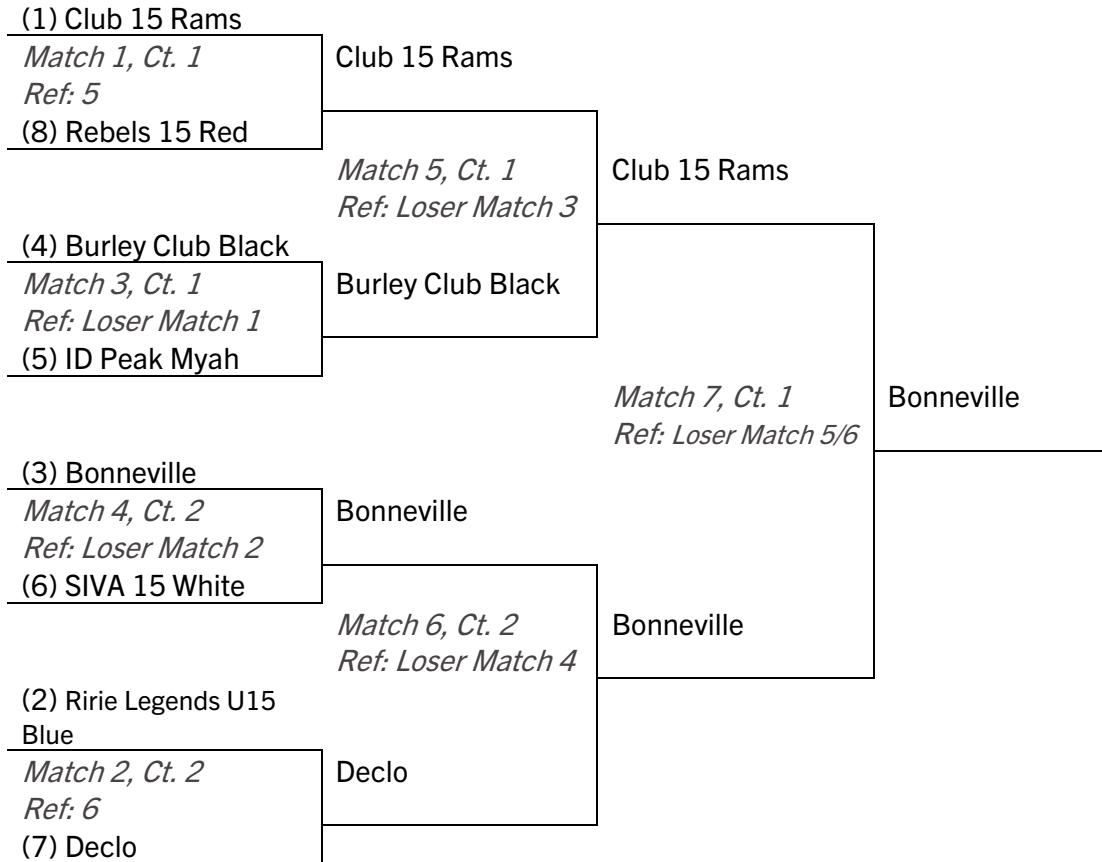 (1) Club 15 Rams
Match 1, Ct. 1
Ref: 5
(8) Rebels 15 Red
Club 15 Rams
Match 5, Ct. 1
Ref: Loser Match 3
Club 15 Rams
(4) Burley Club Black
Match 3, Ct. 1
Ref: Loser Match 1
(5) ID Peak Myah
Burley Club Black
Match 7, Ct. 1
Ref: Loser Match 5/6
Bonneville
(3) Bonneville
Match 4, Ct. 2
Ref: Loser Match 2
(6) SIVA 15 White
Bonneville
Match 6, Ct. 2
Ref: Loser Match 4
Bonneville
(2) Ririe Legends U15
Blue
Match 2, Ct. 2
Ref: 6
(7) Declo
Declo